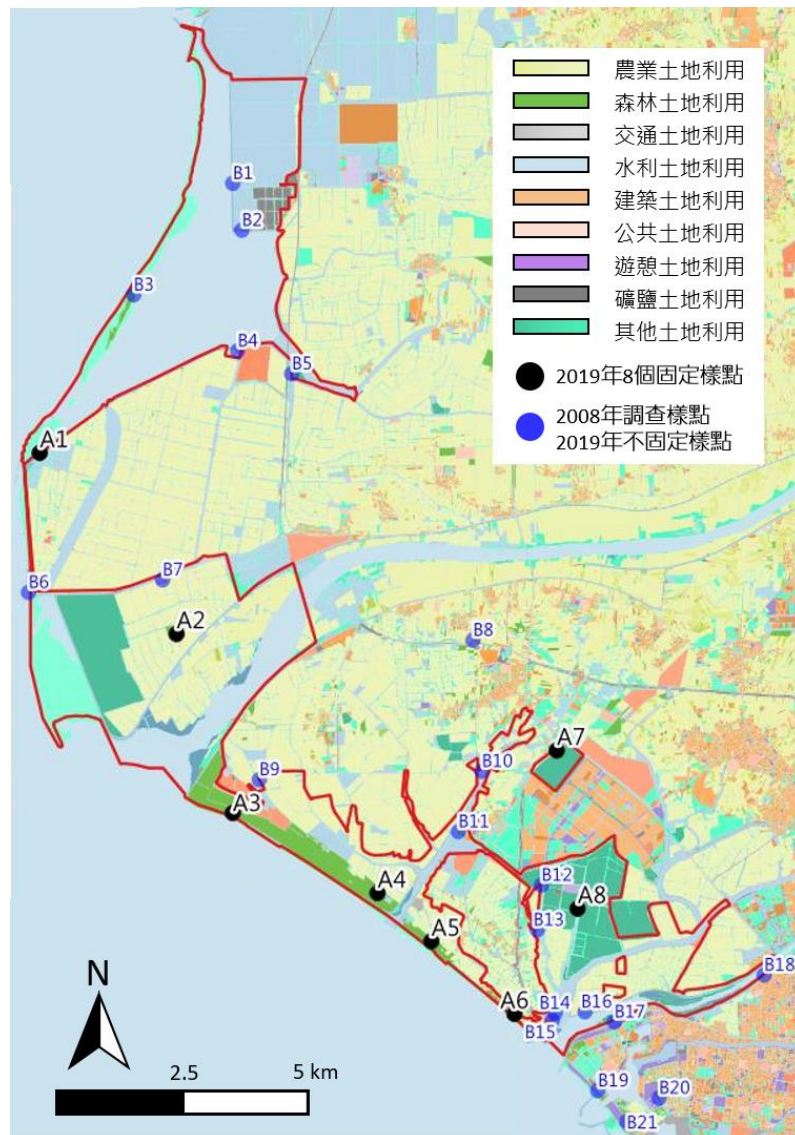 農業土地利用
森林土地利用
交通土地利用
水利土地利用
建築土地利用
公共土地利用
遊憩土地利用
礦鹽土地利用
其他土地利用
2019年8個固定樣點
2008年調查樣點
2019年不固定樣點
B1
B2
B3
B4
B5
A1
B6
B7
A2
B8
A7
B9
B10
A3
B11
A4
B12
A8
B13
A5
B18
A6
B14
B16
B15
B17
B19
B20
B21
N
2.5
5 km